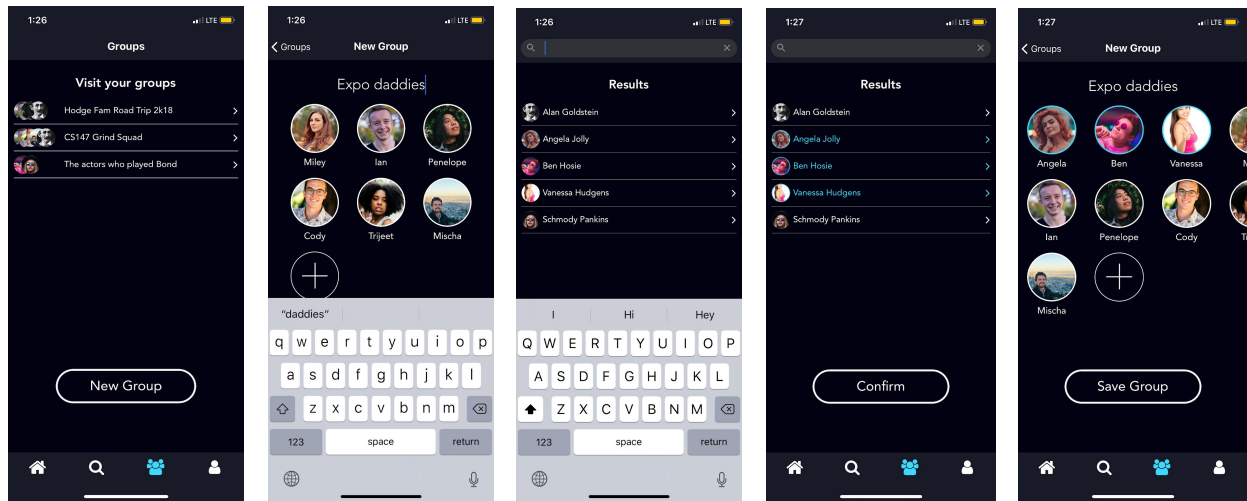 1:26
LTE
Groups
Visit your groups
Hodge Fam Road Trip 2k18
CS147 Grind Squad
The actors who played Bond
New Group
1:26
LTE
Groups
New Group
Expo daddies
Miley Ian Penelope
Cody Trijeet Mischa
"daddies"
q w e r t y u i o p
a s d f g h j k l
z x c v b n m
123 space return
1:26
LTE
Results
Alan Goldstein
Angela Jolly
Ben Hosie
Vanessa Hudgens
Schmody Pankins
I Hi Hey
Q W E R T Y U I O P
A S D F G H J K L
Z X C V B N M
123 space return
1:27
LTE
Results
Alan Goldstein
Angela Jolly
Ben Hosie
Vanessa Hudgens
Schmody Pankins
Confirm
1:27
LTE
Groups
New Group
Expo daddies
Angela Ben Vanessa
Ian Penelope Cody
Mischa
Save Group